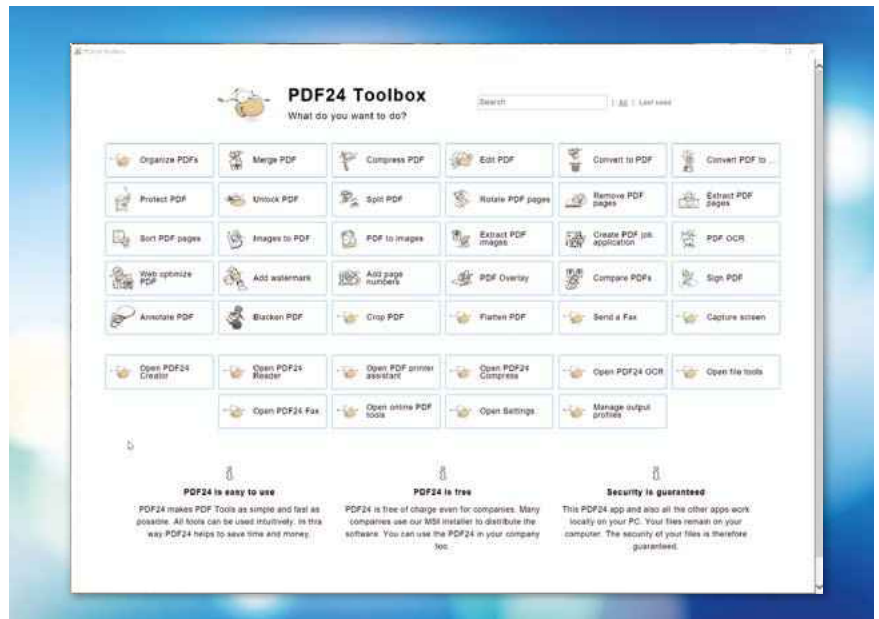 PDF24 Toolbox
PDF24 Toolbox
What do you want to do?
Search
| All | Last used
Organize PDFs
Merge PDF
Compress PDF
Edit PDF
Convert to PDF
Convert PDF to ...
Protect PDF
Unlock PDF
Split PDF
Rotate PDF pages
Remove PDF
pages
Extract PDF
pages
Sort PDF pages
Images to PDF
PDF to images
Extract PDF
images
Create PDF job
application
PDF OCR
Web optimize
PDF
Add watermark
Add page
numbers
PDF Overlay
Compare PDFs
Sign PDF
Annotate PDF
Blacken PDF
Crop PDF
Flatten PDF
Send a Fax
Capture screen
Open PDF24
Creator
Open PDF24
Reader
Open PDF printer
assistant
Open PDF24
Compress
Open PDF24 OCR
Open file tools
Open PDF24 Fax
Open online PDF
tools
Open Settings
Manage output
profiles
PDF24 is easy to use
PDF24 makes PDF Tools as simple and fast as
possible. All tools can be used intuitively. In this
way PDF24 helps to save time and money.
PDF24 is free
PDF24 is free of charge even for companies. Many
companies use our MSI installer to distribute the
software. You can use the PDF24 in your company
too.
Security is guaranteed
This PDF24 app and also all the other apps work
locally on your PC. Your files remain on your
computer. The security of your files is therefore
guaranteed.